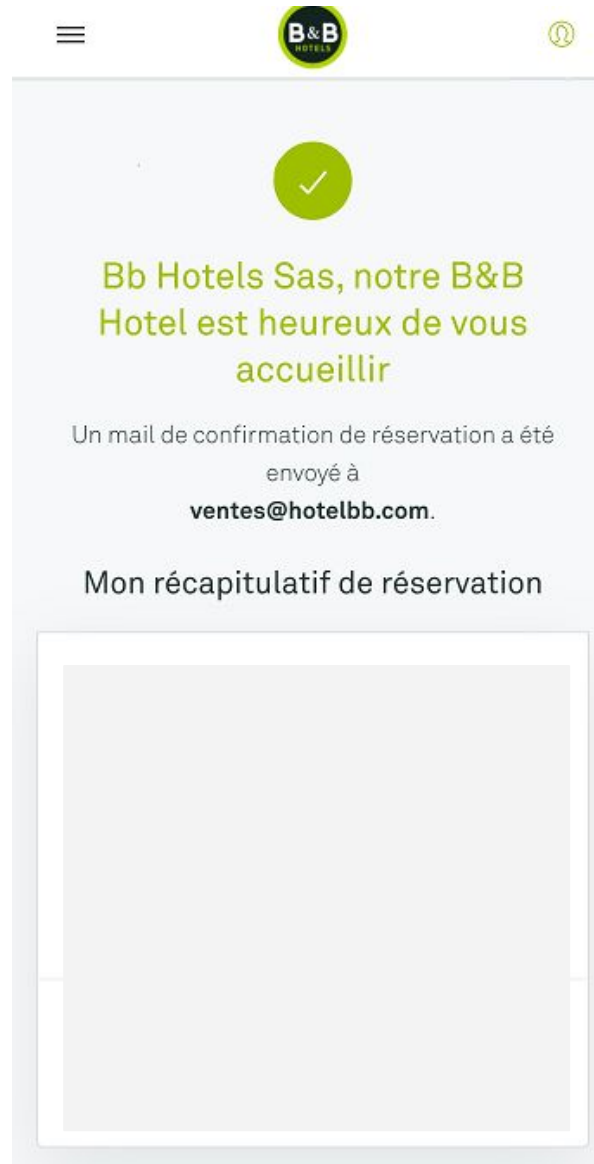 B&B
HOTELS
Bb Hotels Sas, notre B&B
Hotel est heureux de vous
accueillir
Un mail de confirmation de réservation a été
envoyé à
ventes@hotelbb.com.
Mon récapitulatif de réservation